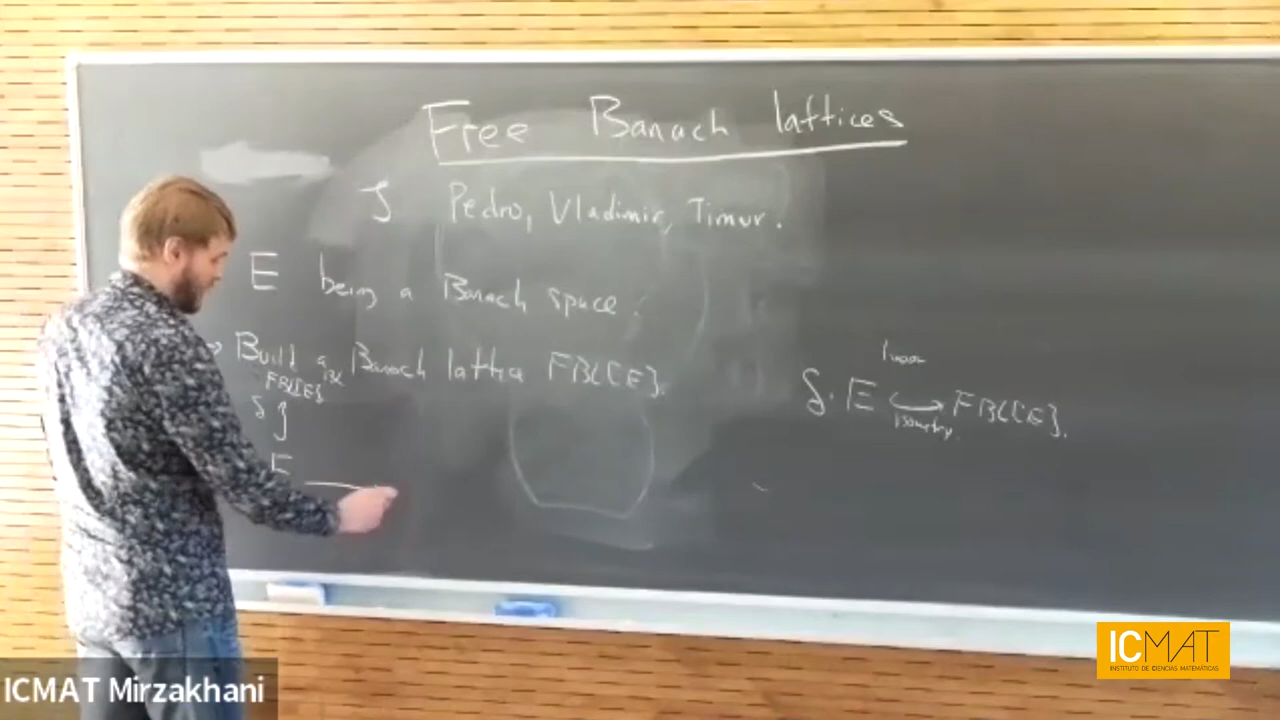 Free Banach lattices
J Pedro, Vladimir, Timur.
E being a Banach space.
→ Build a Banach lattice FBL[E].
FBL[E]
δ ∫
E
linear
δ: E ↪ FBL[E].
isometry.
ICMAT
INSTITUTO DE CIENCIAS MATEMÁTICAS
ICMAT Mirzakhani